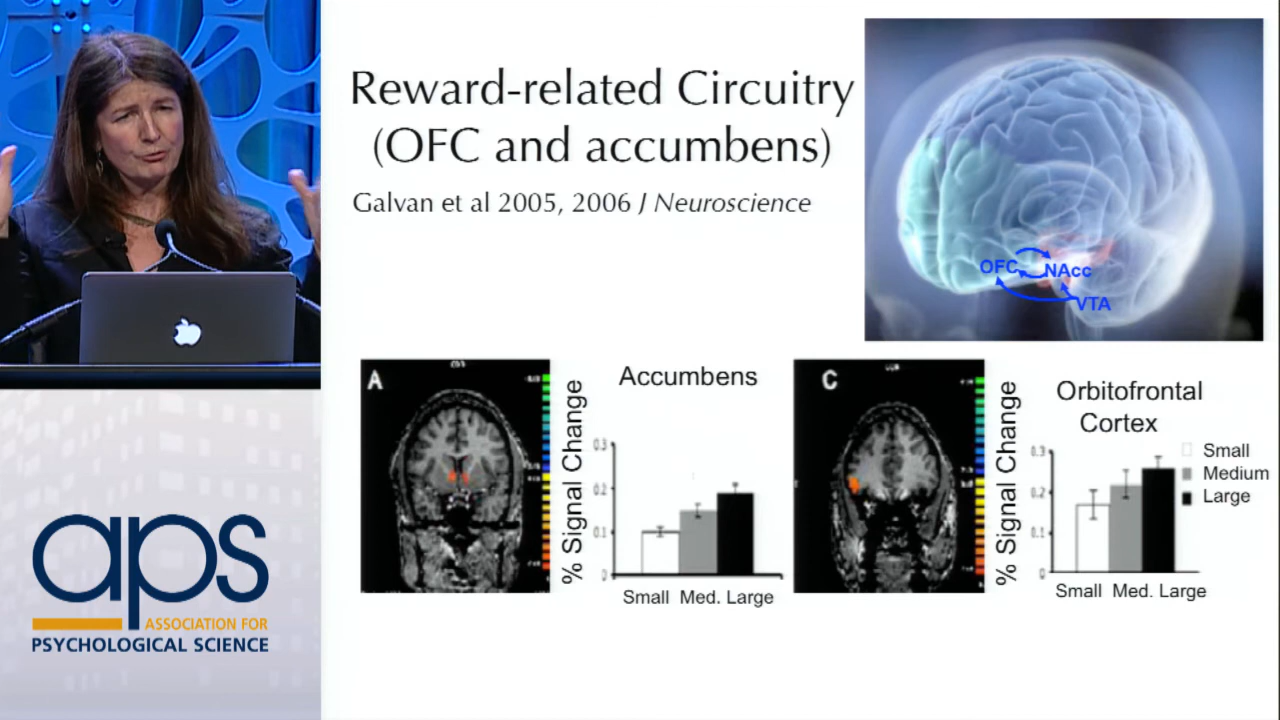 Reward-related Circuitry
(OFC and accumbens)
Galvan et al 2005, 2006 J Neuroscience
OFC
NAcc
VTA
A
% Signal Change
Accumbens
0.3
0.2
0.1
0
Small Med. Large
C
% Signal Change
Orbitofrontal
Cortex
0.3
0.2
0.1
0
Small
Medium
Large
Small Med. Large
aps
ASSOCIATION FOR
PSYCHOLOGICAL SCIENCE